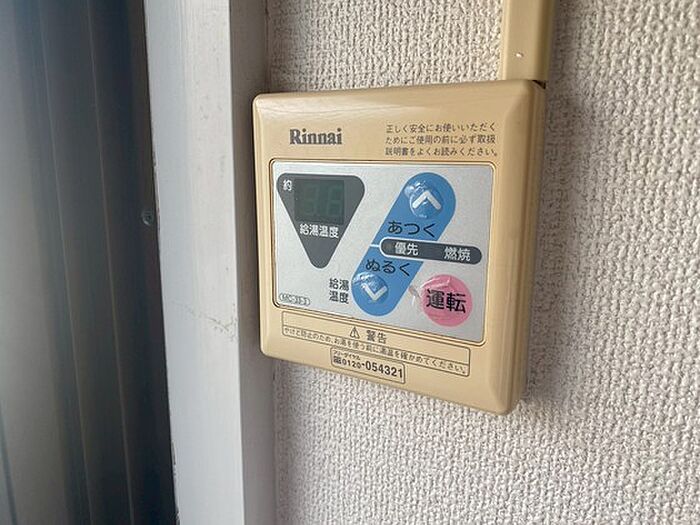 Rinnai
正しく安全にお使いいただく
ためにご使用の前に必ず取扱
説明書をよくお読みください。
約
給湯温度
あつく
優先 燃焼
ぬるく
給湯
温度
運転
MC-33-3
⚠警告
やけど防止のため、お湯を使う前に湯温を確かめてください。
フリーダイヤル
0120-054321